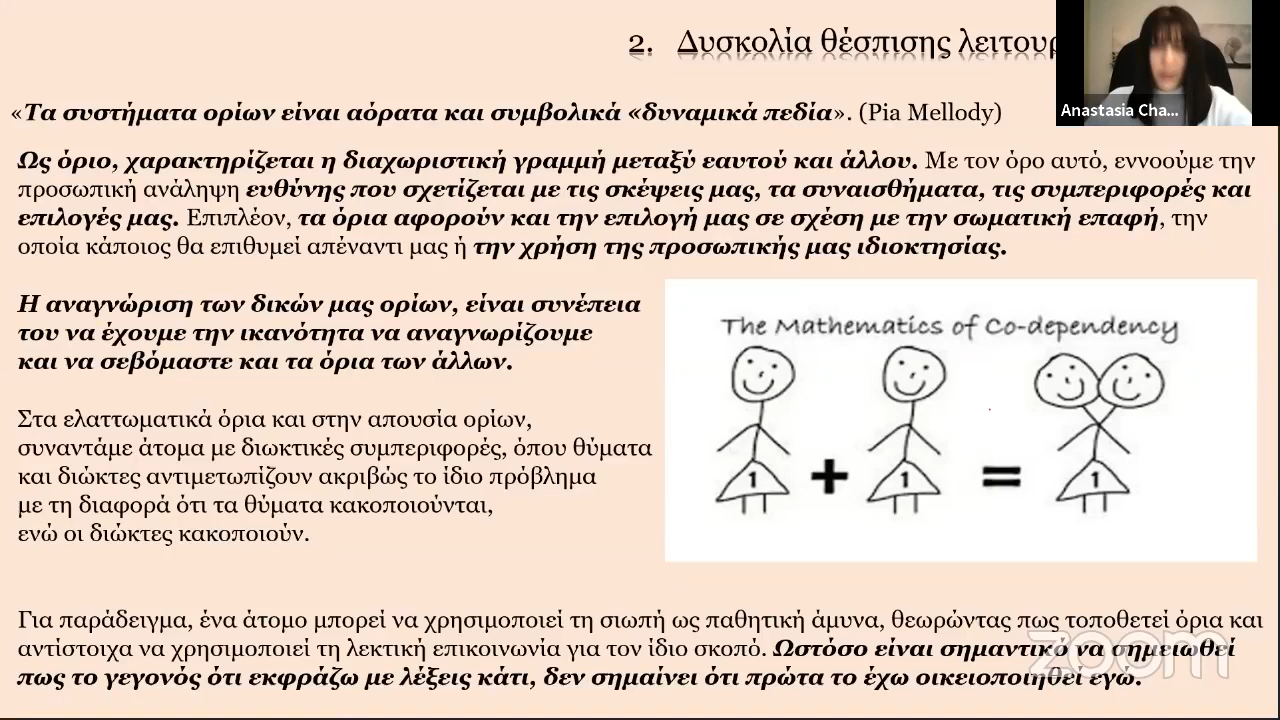 2. Δυσκολία θέσπισης λειτουρ
Anastasia Cha...
«Τα συστήματα ορίων είναι αόρατα και συμβολικά «δυναμικά πεδία». (Pia Mellody)
Ως όριο, χαρακτηρίζεται η διαχωριστική γραμμή μεταξύ εαυτού και άλλου. Με τον όρο αυτό, εννοούμε την
προσωπική ανάληψη ευθύνης που σχετίζεται με τις σκέψεις μας, τα συναισθήματα, τις συμπεριφορές και
επιλογές μας. Επιπλέον, τα όρια αφορούν και την επιλογή μας σε σχέση με την σωματική επαφή, την
οποία κάποιος θα επιθυμεί απέναντι μας ή την χρήση της προσωπικής μας ιδιοκτησίας.
Η αναγνώριση των δικών μας ορίων, είναι συνέπεια
του να έχουμε την ικανότητα να αναγνωρίζουμε
και να σεβόμαστε και τα όρια των άλλων.
Στα ελαττωματικά όρια και στην απουσία ορίων,
συναντάμε άτομα με διωκτικές συμπεριφορές, όπου θύματα
και διώκτες αντιμετωπίζουν ακριβώς το ίδιο πρόβλημα
με τη διαφορά ότι τα θύματα κακοποιούνται,
ενώ οι διώκτες κακοποιούν.
The Mathematics of Co-dependency
1 + 1 = 1
Για παράδειγμα, ένα άτομο μπορεί να χρησιμοποιεί τη σιωπή ως παθητική άμυνα, θεωρώντας πως τοποθετεί όρια και
αντίστοιχα να χρησιμοποιεί τη λεκτική επικοινωνία για τον ίδιο σκοπό. Ωστόσο είναι σημαντικό να σημειωθεί
πως το γεγονός ότι εκφράζω με λέξεις κάτι, δεν σημαίνει ότι πρώτα το έχω οικειοποιηθεί εγώ.
zoom